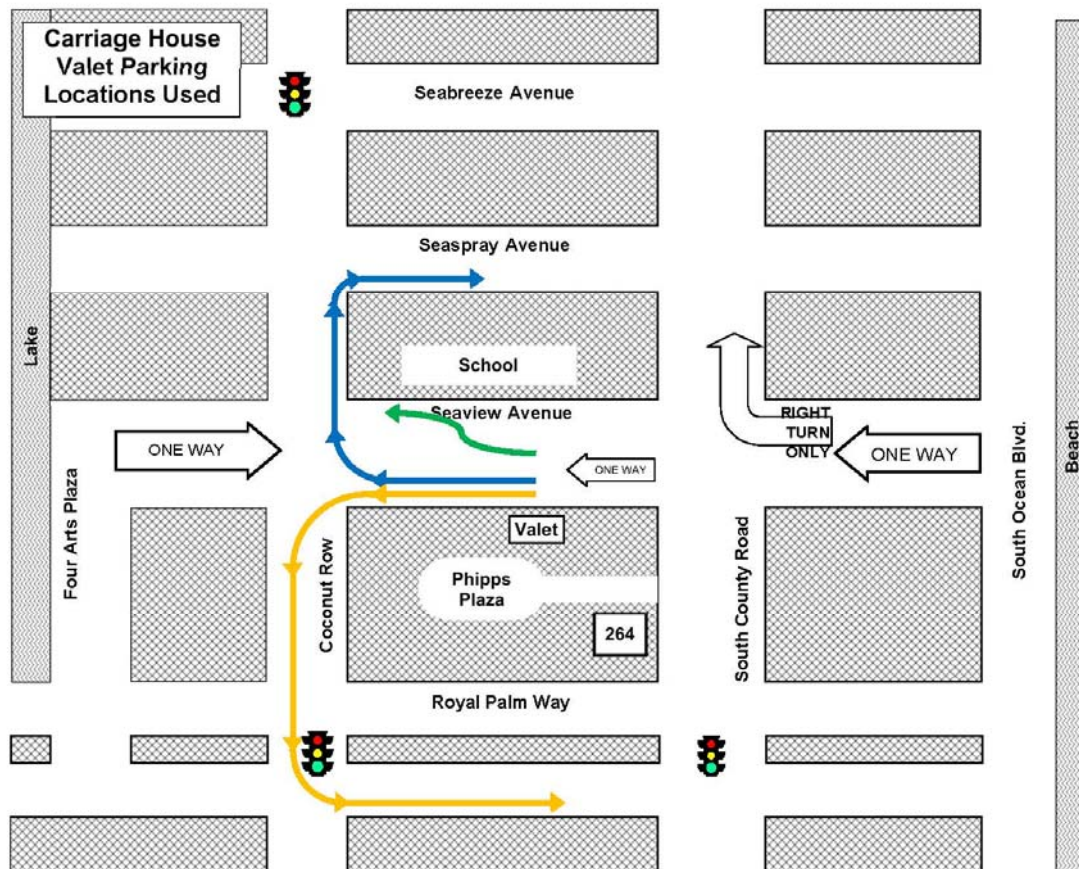 Carriage House
Valet Parking
Locations Used
Seabreeze Avenue
Seaspray Avenue
Lake
School
Seaview Avenue
RIGHT
TURN
ONLY
ONE WAY
ONE WAY
ONE WAY
Four Arts Plaza
Coconut Row
Valet
Phipps
Plaza
264
South County Road
South Ocean Blvd.
Beach
Royal Palm Way